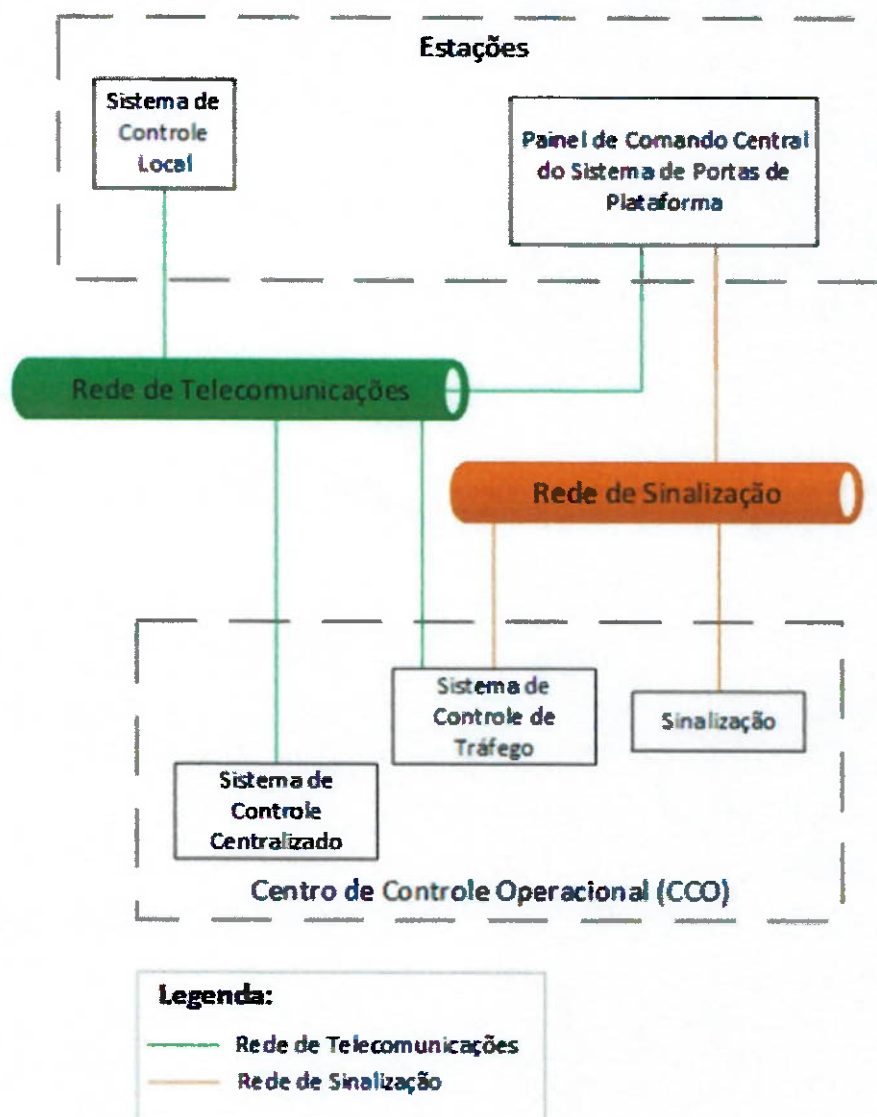 Estações
Sistema de
Controle
Local
Painel de Comando Central
do Sistema de Portas de
Plataforma
Rede de Telecomunicações
Rede de Sinalização
Sistema de
Controle de
Tráfego
Sinalização
Sistema de
Controle
Centralizado
Centro de Controle Operacional (CCO)
Legenda:
Rede de Telecomunicações
Rede de Sinalização